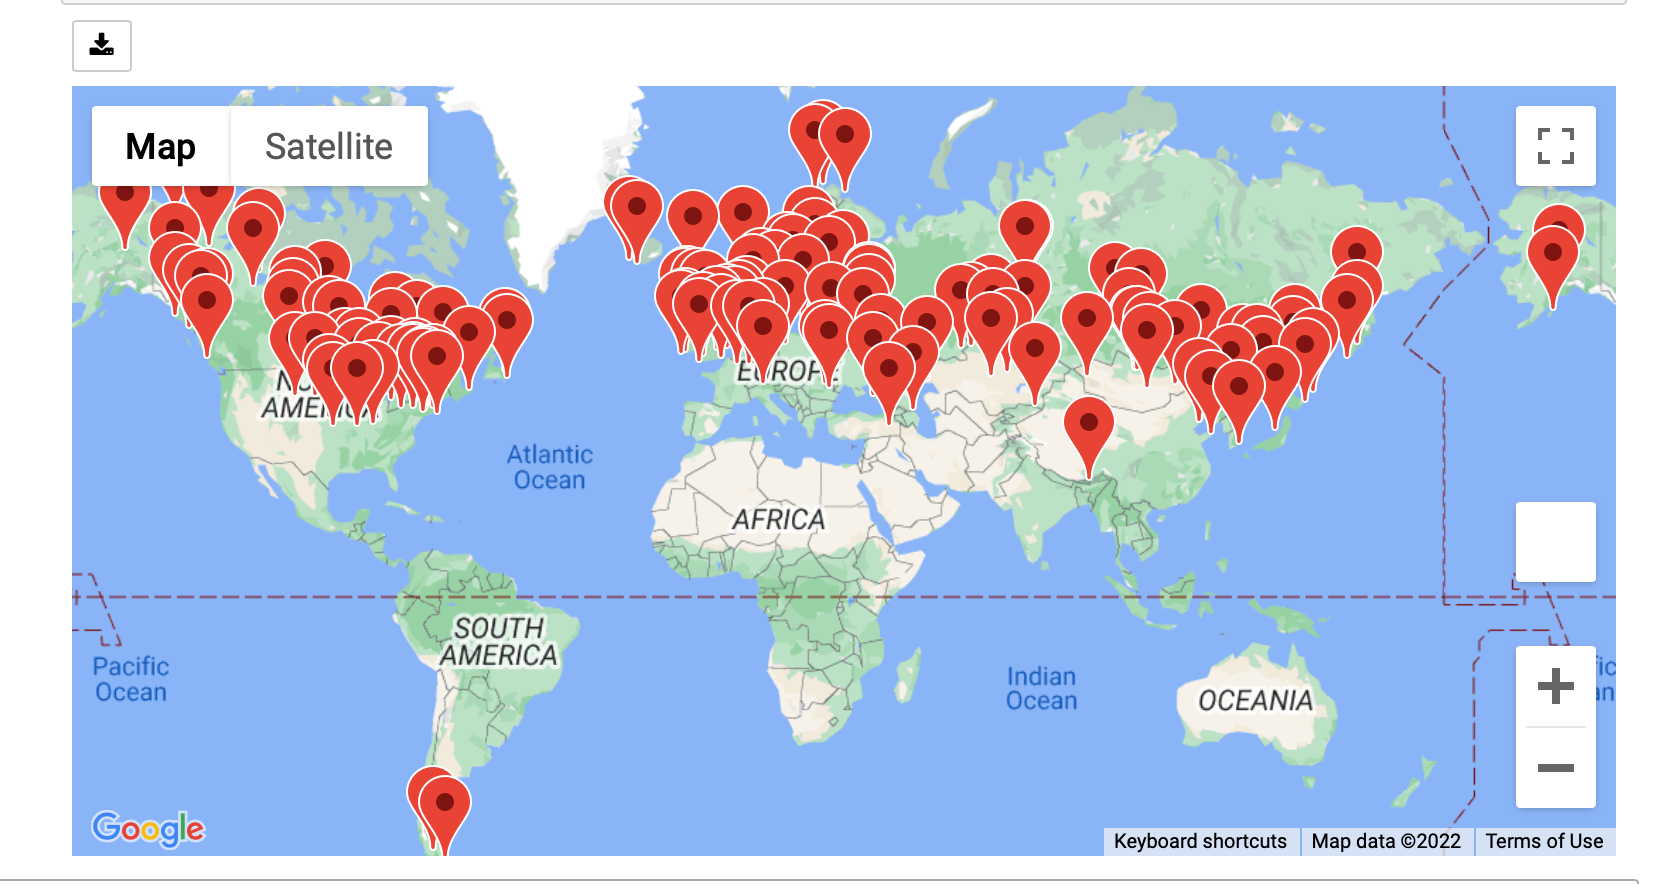 Map
Satellite
EUROPE
AMERICA
Atlantic
Ocean
AFRICA
SOUTH
AMERICA
Pacific
Ocean
Indian
Ocean
OCEANIA
Google
Keyboard shortcuts
Map data ©2022
Terms of Use